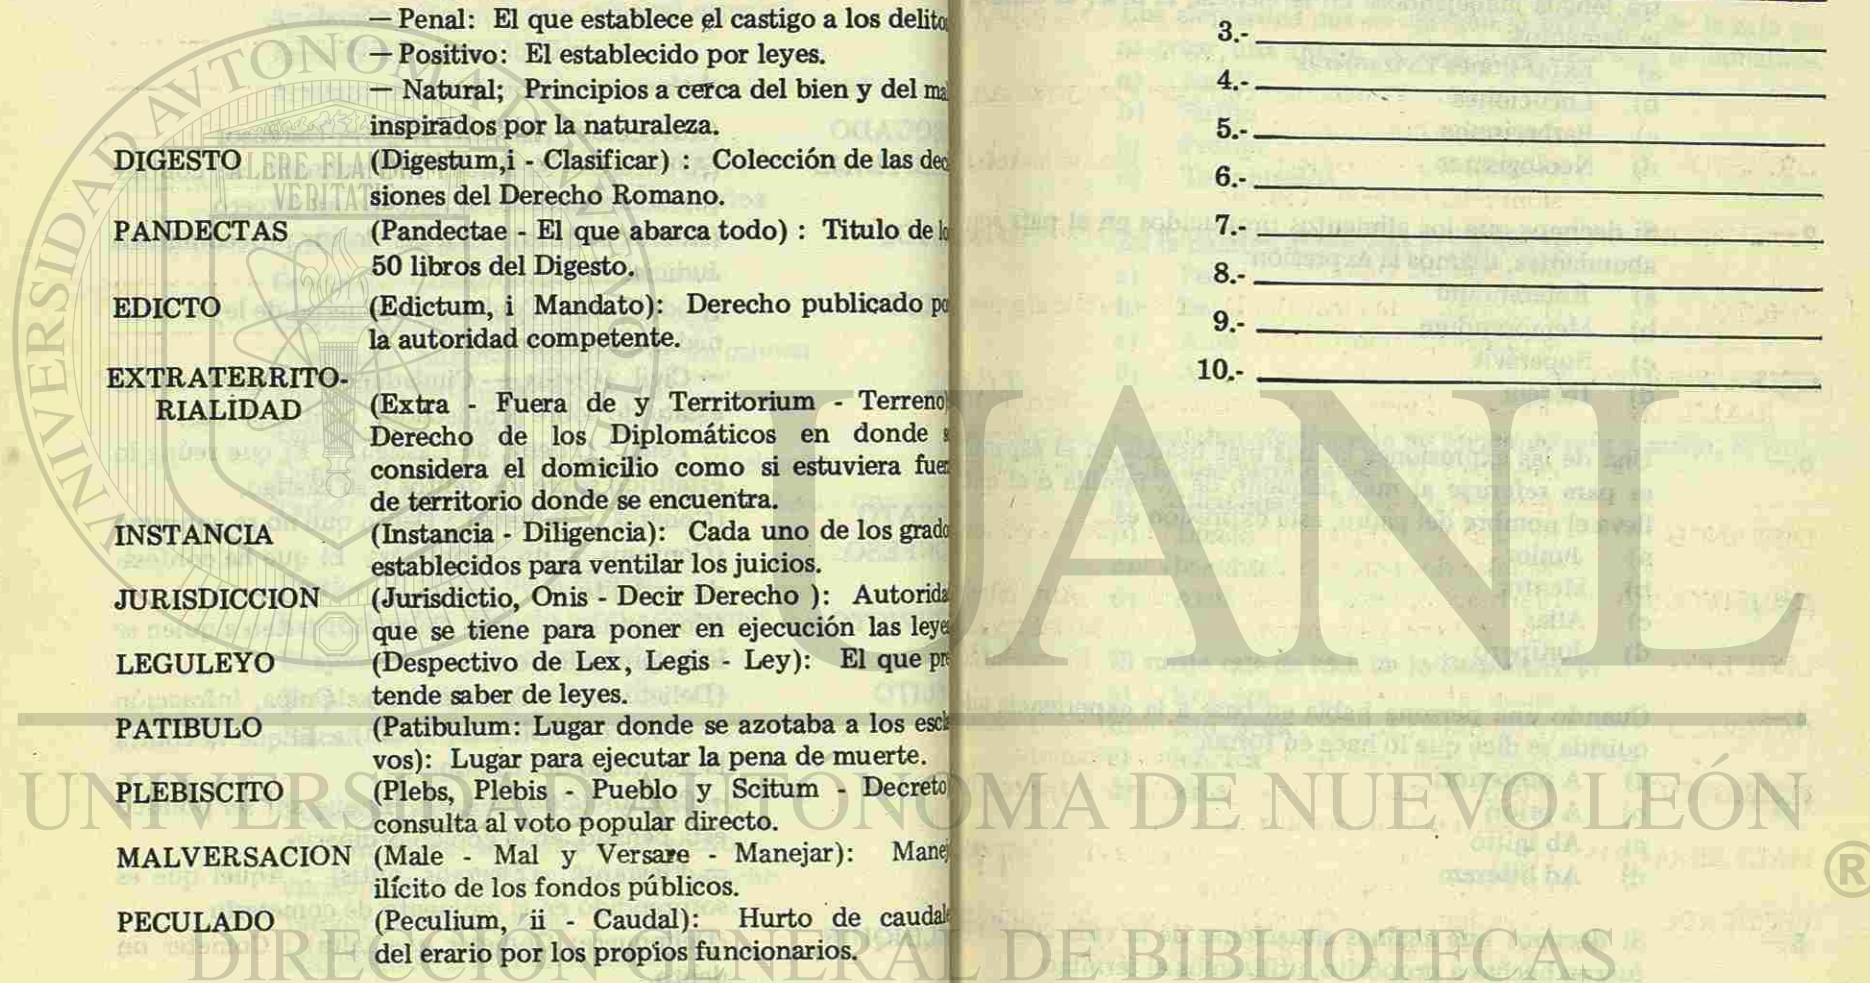 — Penal: El que establece el castigo a los delito
— Positivo: El establecido por leyes.
— Natural; Principios a cerca del bien y del ma
inspirados por la naturaleza.
DIGESTO (Digestum,i - Clasificar) : Colección de las dec
siones del Derecho Romano.
PANDECTAS (Pandectae - El que abarca todo) : Titulo de lo
50 libros del Digesto.
EDICTO (Edictum, i Mandato): Derecho publicado po
la autoridad competente.
EXTRATERRITO-
RIALIDAD (Extra - Fuera de y Territorium - Terreno)
Derecho de los Diplomáticos en donde s
considera el domicilio como si estuviera fuer
de territorio donde se encuentra.
INSTANCIA (Instancia - Diligencia): Cada uno de los grado
establecidos para ventilar los juicios.
JURISDICCION (Jurisdictio, Onis - Decir Derecho ): Autorida
que se tiene para poner en ejecución las leye
LEGULEYO (Despectivo de Lex, Legis - Ley): El que pre
tende saber de leyes.
PATIBULO (Patibulum: Lugar donde se azotaba a los escla
vos): Lugar para ejecutar la pena de muerte.
PLEBISCITO (Plebs, Plebis - Pueblo y Scitum - Decreto)
consulta al voto popular directo.
MALVERSACION (Male - Mal y Versare - Manejar): Manej
ilícito de los fondos públicos.
PECULADO (Peculium, ii - Caudal): Hurto de caudale
del erario por los propios funcionarios.
3.-
4.-
5.-
6.-
7.-
8.-
9.-
10.-
UNIVERSIDAD AUTONOMA
ALERE FLAMMAM
VERITATIS
UANL
UNIVERSIDAD AUTÓNOMA DE NUEVO LEÓN
®
DIRECCIÓN GENERAL DE BIBLIOTECAS